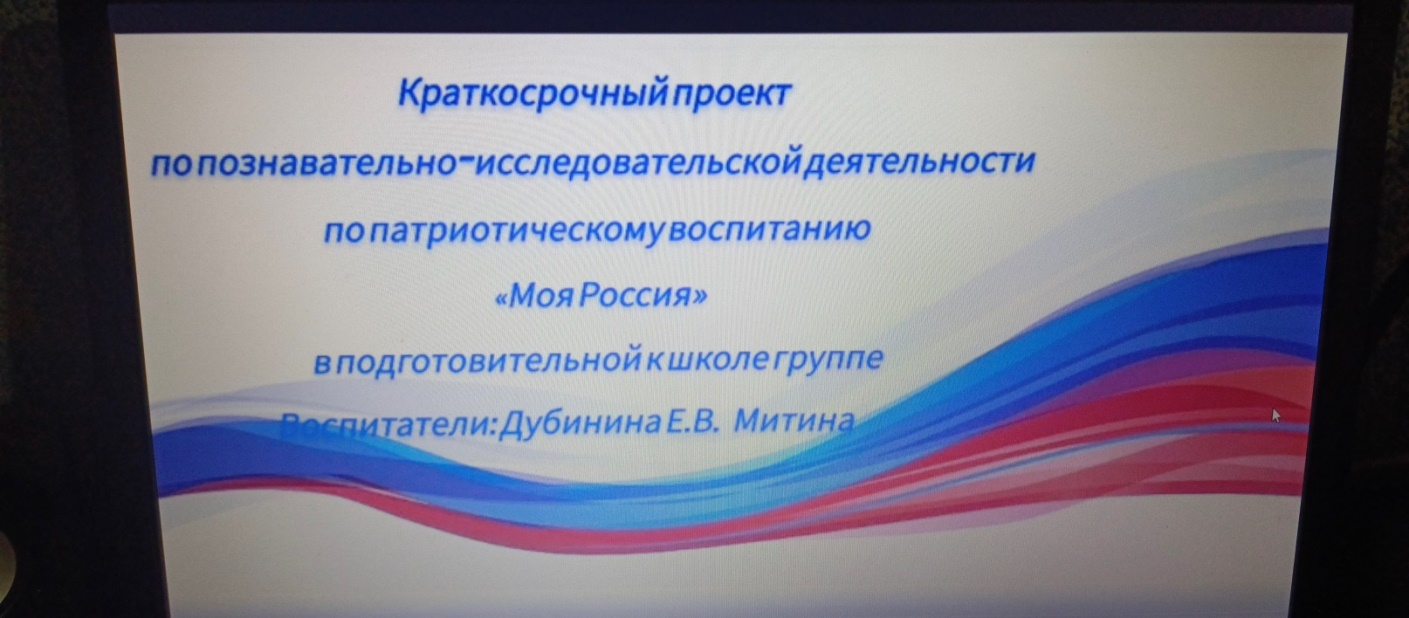 Краткосрочный проект
по познавательно-исследовательской деятельности
по патриотическому воспитанию
«Моя Россия»
в подготовительной к школе группе
Воспитатели: Дубинина Е.В. Митина